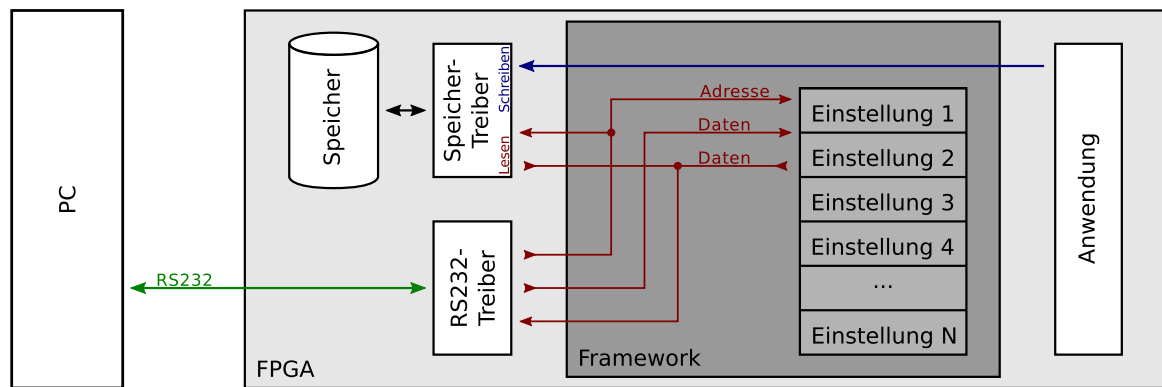 PC
RS232
FPGA
Speicher
Speicher-
Treiber
Schreiben
Lesen
RS232-
Treiber
Framework
Adresse
Daten
Daten
Einstellung 1
Einstellung 2
Einstellung 3
Einstellung 4
...
Einstellung N
Anwendung